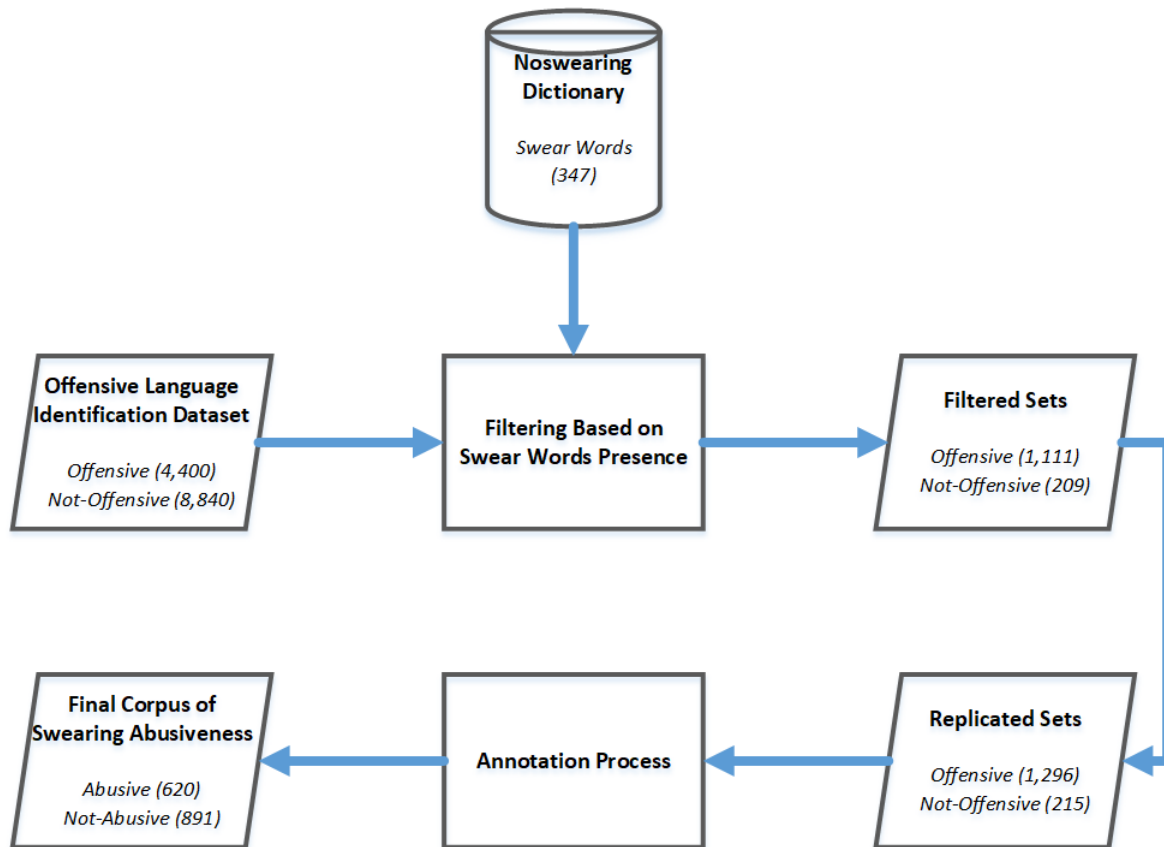 Noswearing
Dictionary
Swear Words
(347)
Offensive Language
Identification Dataset
Offensive (4,400)
Not-Offensive (8,840)
Filtering Based on
Swear Words Presence
Filtered Sets
Offensive (1,111)
Not-Offensive (209)
Final Corpus of
Swearing Abusiveness
Abusive (620)
Not-Abusive (891)
Annotation Process
Replicated Sets
Offensive (1,296)
Not-Offensive (215)